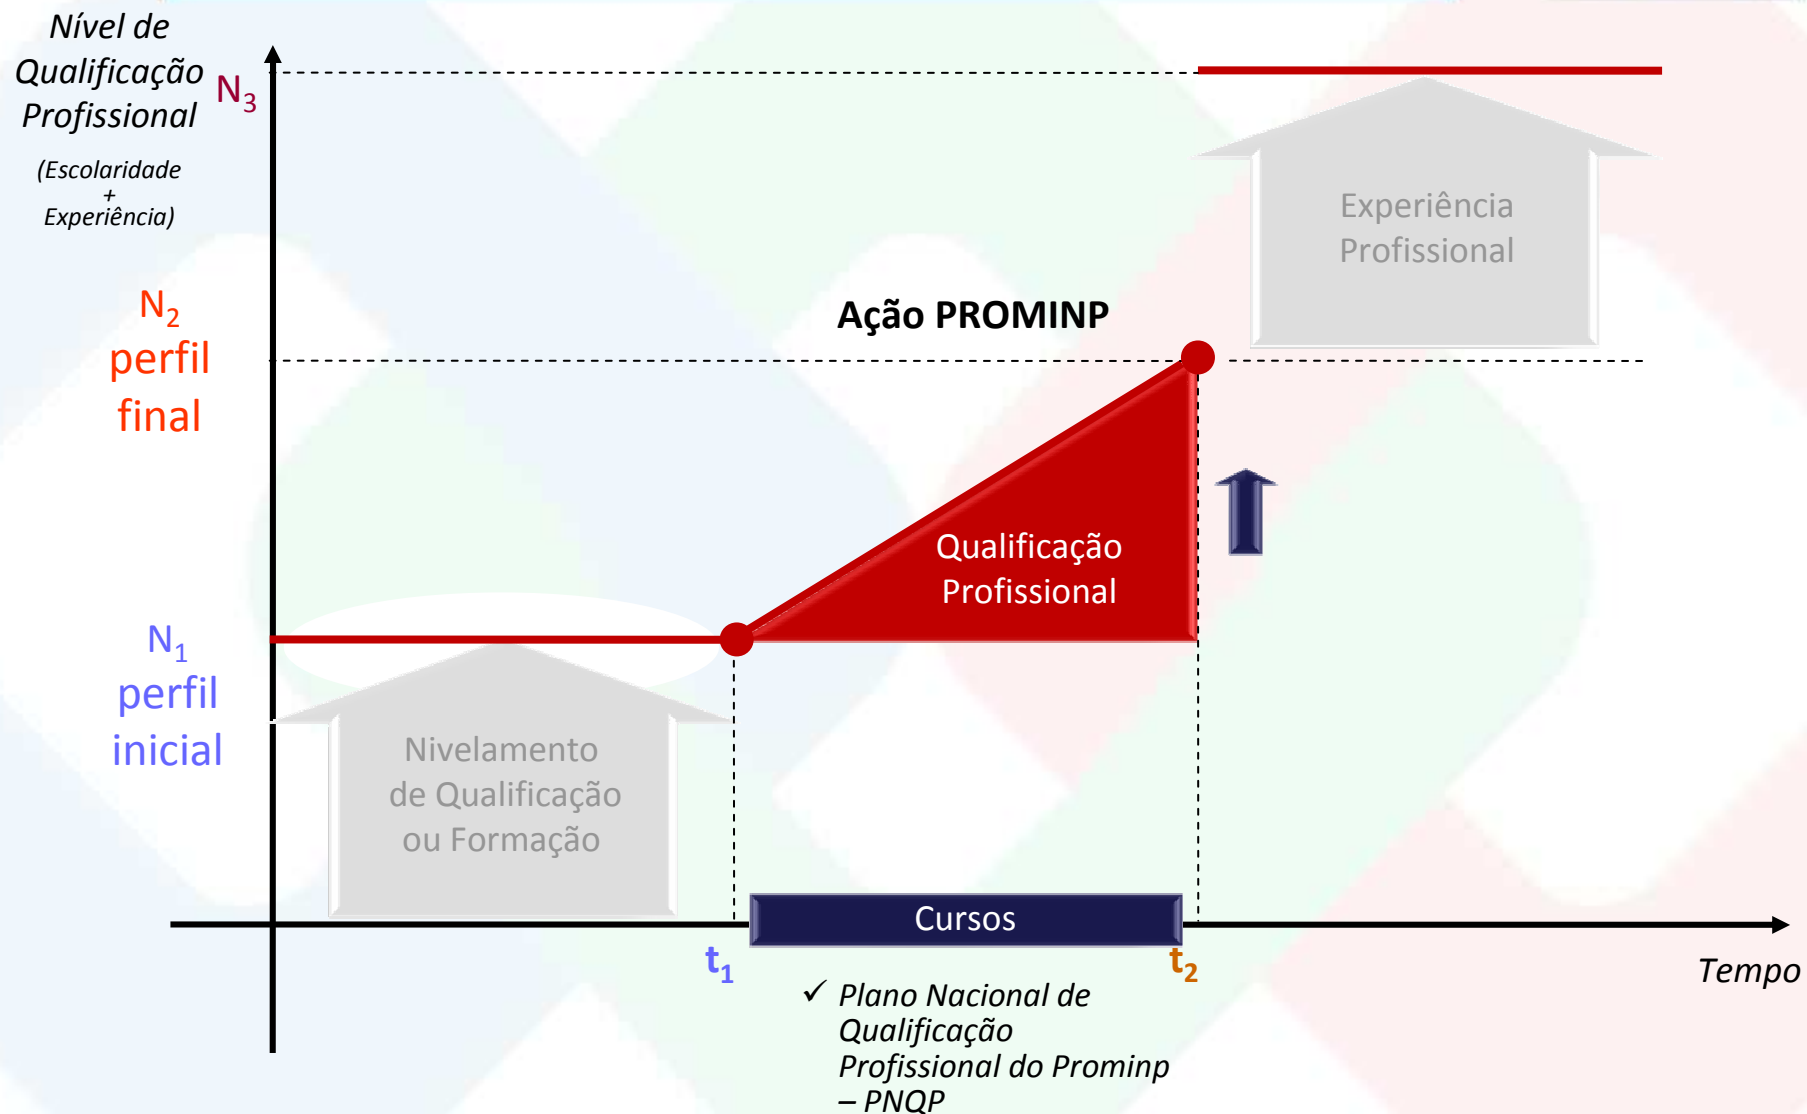 Nível de
Qualificação
Profissional
(Escolaridade
+
Experiência)
N3
Experiência
Profissional
N2
perfil
final
Ação PROMINP
Qualificação
Profissional
N1
perfil
inicial
Nivelamento
de Qualificação
ou Formação
Cursos
t1
t2
Tempo
✓ Plano Nacional de
Qualificação
Profissional do Prominp
– PNQP